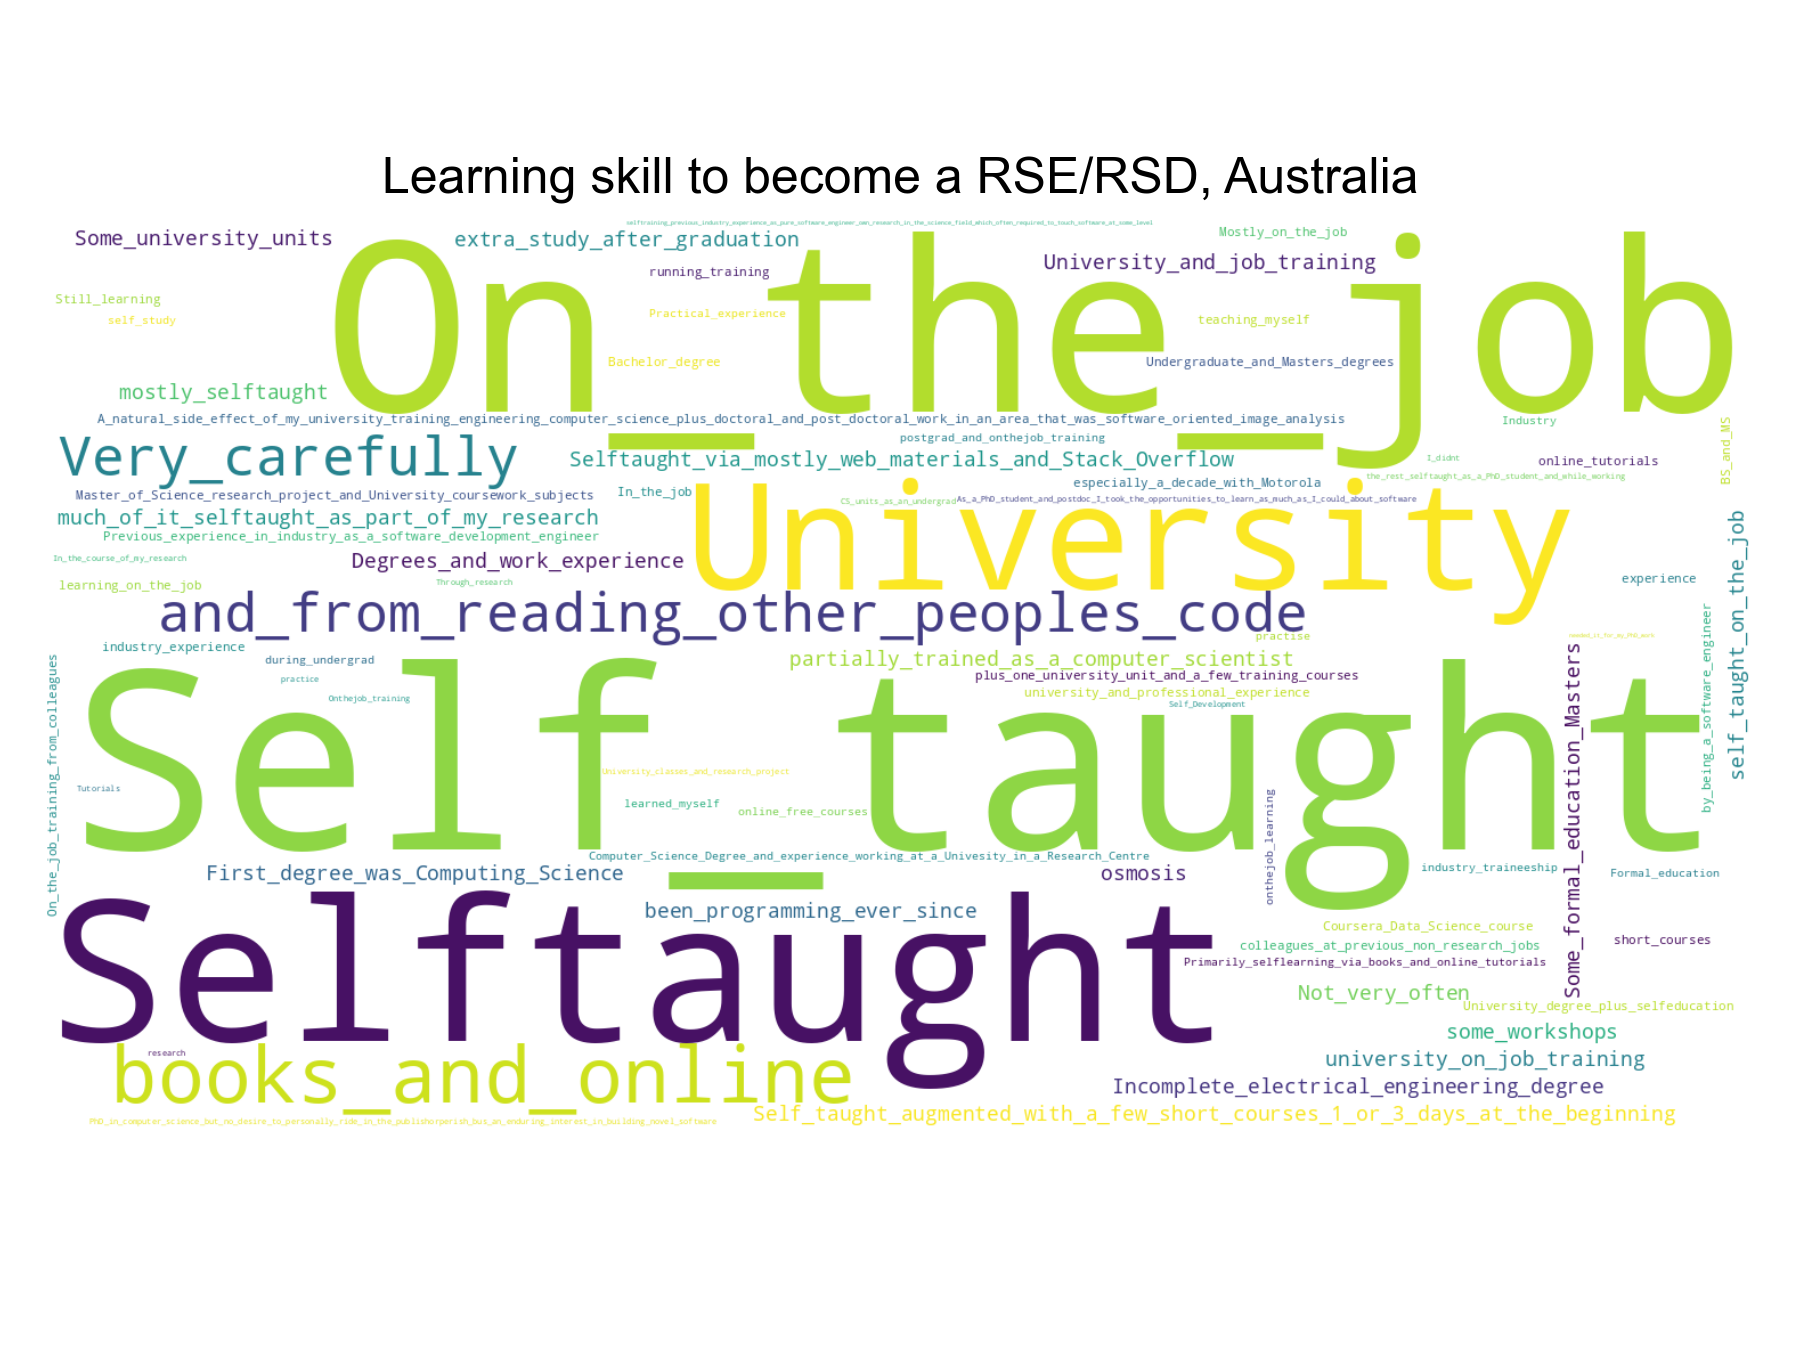 Learning skill to become a RSE/RSD, Australia
selftraining_previous_industry_experience_as_pure_software_engineer_own_research_in_the_science_field_which_often_required_to_touch_software_at_some_level
Some_university_units
extra_study_after_graduation
Mostly_on_the_job
running_training
University_and_job_training
On_the_job
Still_learning
self_study
Practical_experience
teaching_myself
Bachelor_degree
Undergraduate_and_Masters_degrees
mostly_selftaught
A_natural_side_effect_of_my_university_training_engineering_computer_science_plus_doctoral_and_post_doctoral_work_in_an_area_that_was_software_oriented_image_analysis
Industry
BS_and_MS
Very_carefully
postgrad_and_onthejob_training
Selftaught_via_mostly_web_materials_and_Stack_Overflow
I_didnt
online_tutorials
the_rest_selftaught_as_a_PhD_student_and_while_working
especially_a_decade_with_Motorola
Master_of_Science_research_project_and_University_coursework_subjects
In_the_job
CS_units_as_an_undergrad
As_a_PhD_student_and_postdoc_I_took_the_opportunities_to_learn_as_much_as_I_could_about_software
much_of_it_selftaught_as_part_of_my_research
University
Previous_experience_in_industry_as_a_software_development_engineer
In_the_course_of_my_research
Degrees_and_work_experience
learning_on_the_job
Through_research
experience
self_taught_on_the_job
and_from_reading_other_peoples_code
practise
needed_it_for_my_PhD_work
industry_experience
during_undergrad
partially_trained_as_a_computer_scientist
practice
plus_one_university_unit_and_a_few_training_courses
Onthejob_training
university_and_professional_experience
Self_Development
by_being_a_software_engineer
Some_formal_education_Masters
On_the_job_training_from_colleagues
Self_taught
University_classes_and_research_project
Tutorials
learned_myself
online_free_courses
onthejob_learning
Computer_Science_Degree_and_experience_working_at_a_Univesity_in_a_Research_Centre
First_degree_was_Computing_Science
osmosis
industry_traineeship
Formal_education
been_programming_ever_since
Coursera_Data_Science_course
colleagues_at_previous_non_research_jobs
short_courses
Primarily_selflearning_via_books_and_online_tutorials
Selftaught
Not_very_often
University_degree_plus_selfeducation
some_workshops
research
books_and_online
university_on_job_training
Incomplete_electrical_engineering_degree
Self_taught_augmented_with_a_few_short_courses_1_or_3_days_at_the_beginning
PhD_in_computer_science_but_no_desire_to_personally_ride_in_the_publishorperish_bus_an_enduring_interest_in_building_novel_software